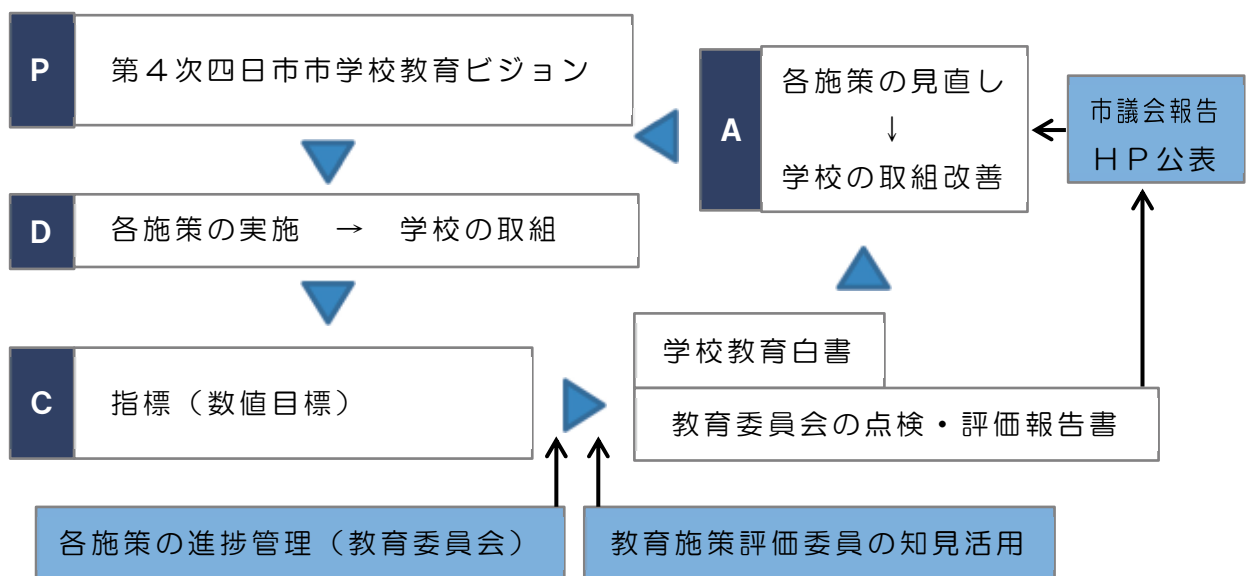 P
第４次四日市市学校教育ビジョン
A
各施策の見直し
↓
学校の取組改善
市議会報告
ＨＰ公表
D
各施策の実施　→　学校の取組
C
指標（数値目標）
学校教育白書
教育委員会の点検・評価報告書
各施策の進捗管理（教育委員会）
教育施策評価委員の知見活用